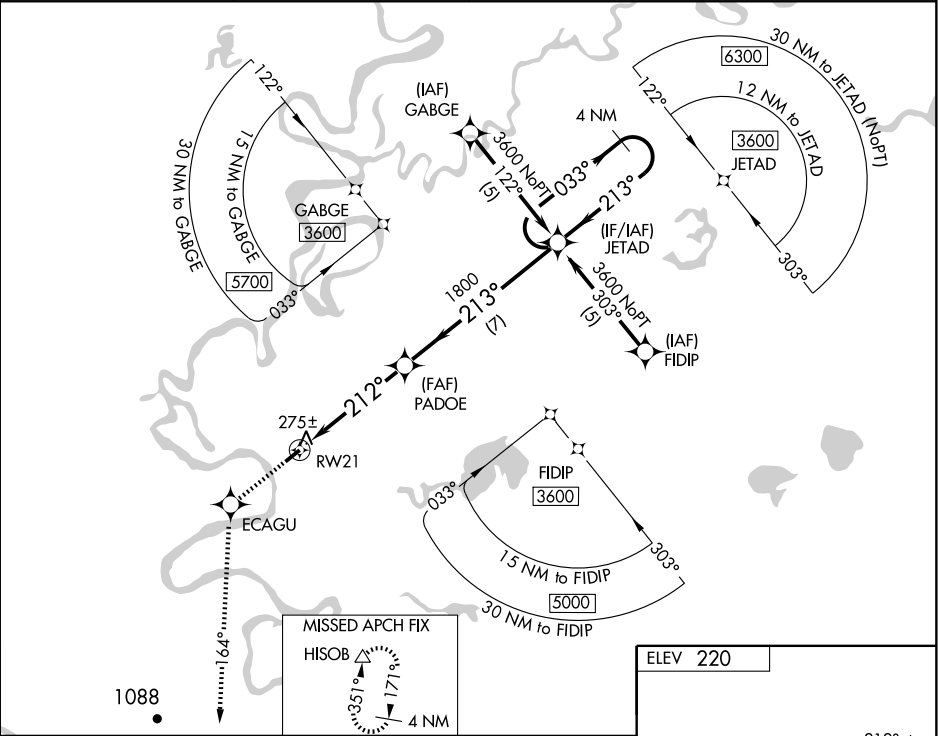 122°
30 NM to GABGE
15 NM to GABGE
GABGE
3600
5700
033°
(IAF)
GABGE
3600 NoPT
122°
(5)
4 NM
033°
213°
(IF/IAF)
JETAD
30 NM to JETAD (NoPT)
6300
12 NM to JETAD
122°
3600
JETAD
303°
3600 NoPT
303°
(5)
(IAF)
FIDIP
1800
213°
(7)
(FAF)
PADOE
212°
275±
RW21
ECAGU
033°
FIDIP
3600
303°
15 NM to FIDIP
5000
30 NM to FIDIP
164°
1088
MISSED APCH FIX
HISOB
351°
171°
4 NM
ELEV 220